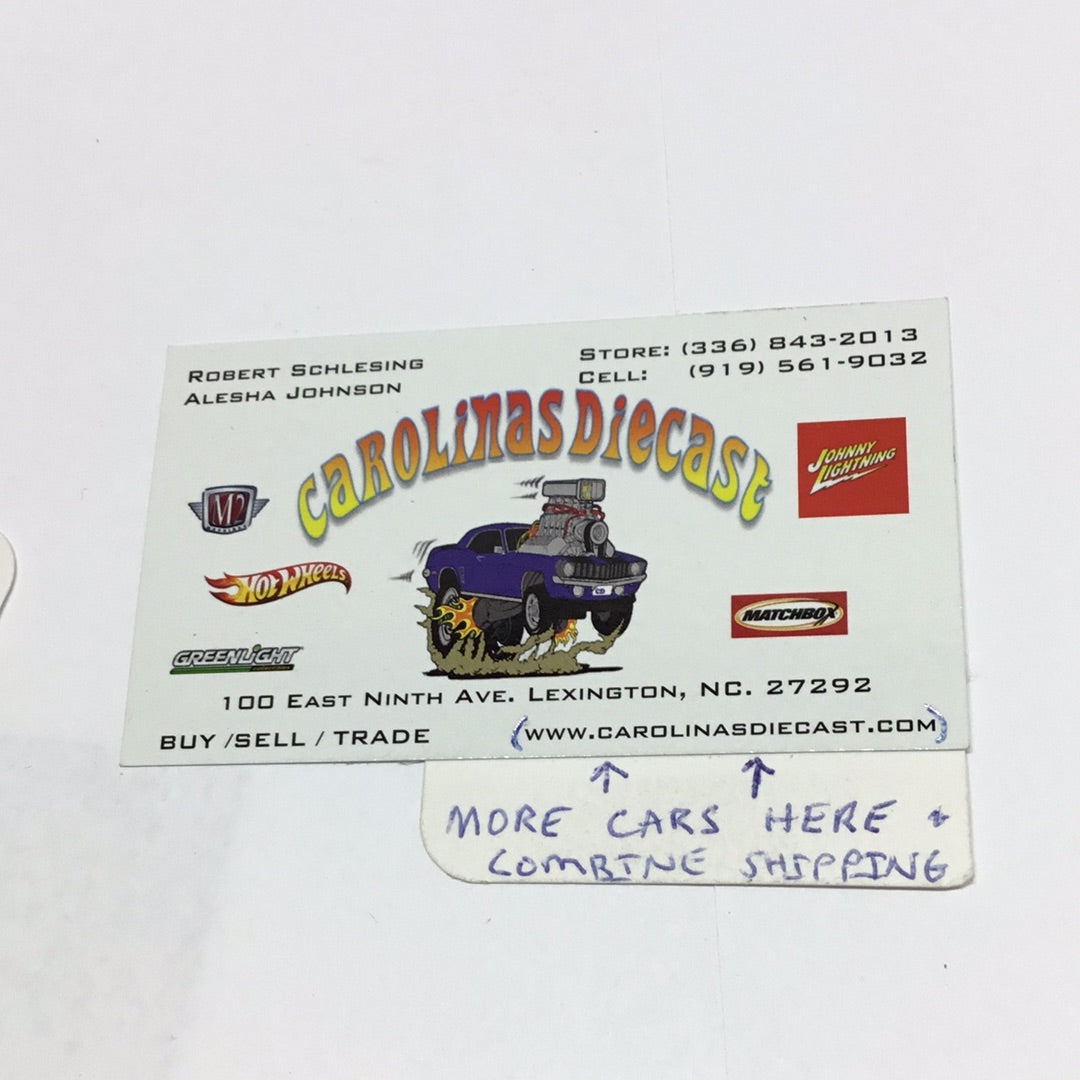 ROBERT SCHLESING
ALESHA JOHNSON
STORE: (336) 843-2013
CELL: (919) 561-9032
CAROLINAS DIECAST
M2
JOHNNY
LIGHTNING
HOT WHEELS
MATCHBOX
GREENLIGHT
100 EAST NINTH AVE. LEXINGTON, NC. 27292
BUY /SELL / TRADE
(WWW.CAROLINASDIECAST.COM)
MORE CARS HERE +
COMBINE SHIPPING